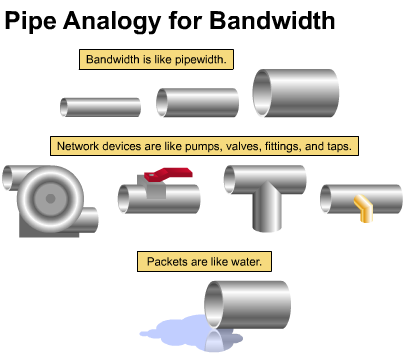 Pipe Analogy for Bandwidth
Bandwidth is like pipewidth.
Network devices are like pumps, valves, fittings, and taps.
Packets are like water.